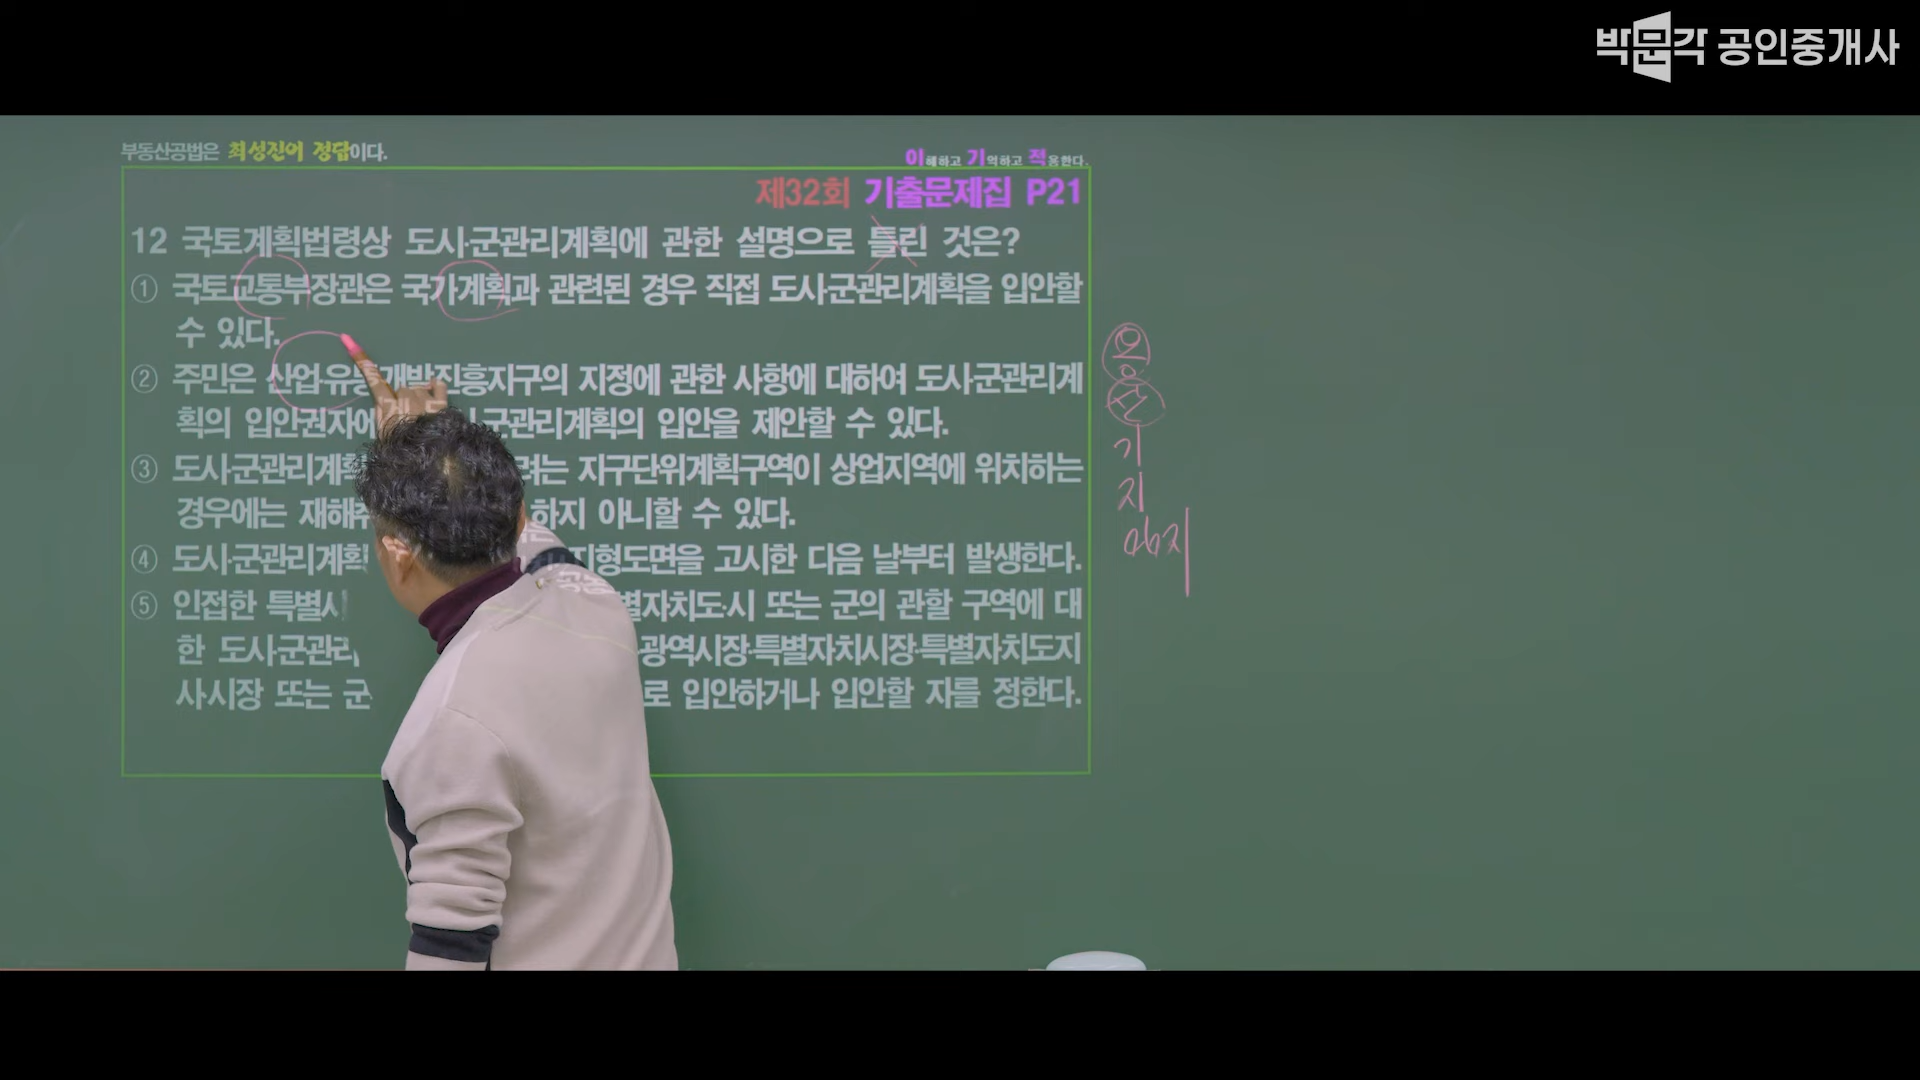 박문각 공인중개사
부동산공법은 최성진이 정답이다.
이해하고 기억하고 적용한다.
제32회 기출문제집 P21
12 국토계획법령상 도시·군관리계획에 관한 설명으로 틀린 것은?
① 국토교통부장관은 국가계획과 관련된 경우 직접 도시·군관리계획을 입안할
수 있다.
② 주민은 산업·유통개발진흥지구의 지정에 관한 사항에 대하여 도시·군관리계
획의 입안권자에게 군관리계획의 입안을 제안할 수 있다.
③ 도시·군관리계획 지구단위계획구역이 상업지역에 위치하는
경우에는 하지 아니할 수 있다.
④ 도시·군관리계획 지형도면을 고시한 다음 날부터 발생한다.
⑤ 인접한 또는 군의 관할 구역에 대
한 광역시장·특별자치시장·특별자치도지
사·시장 또는 입안하거나 입안할 자를 정한다.
용
산
기
지